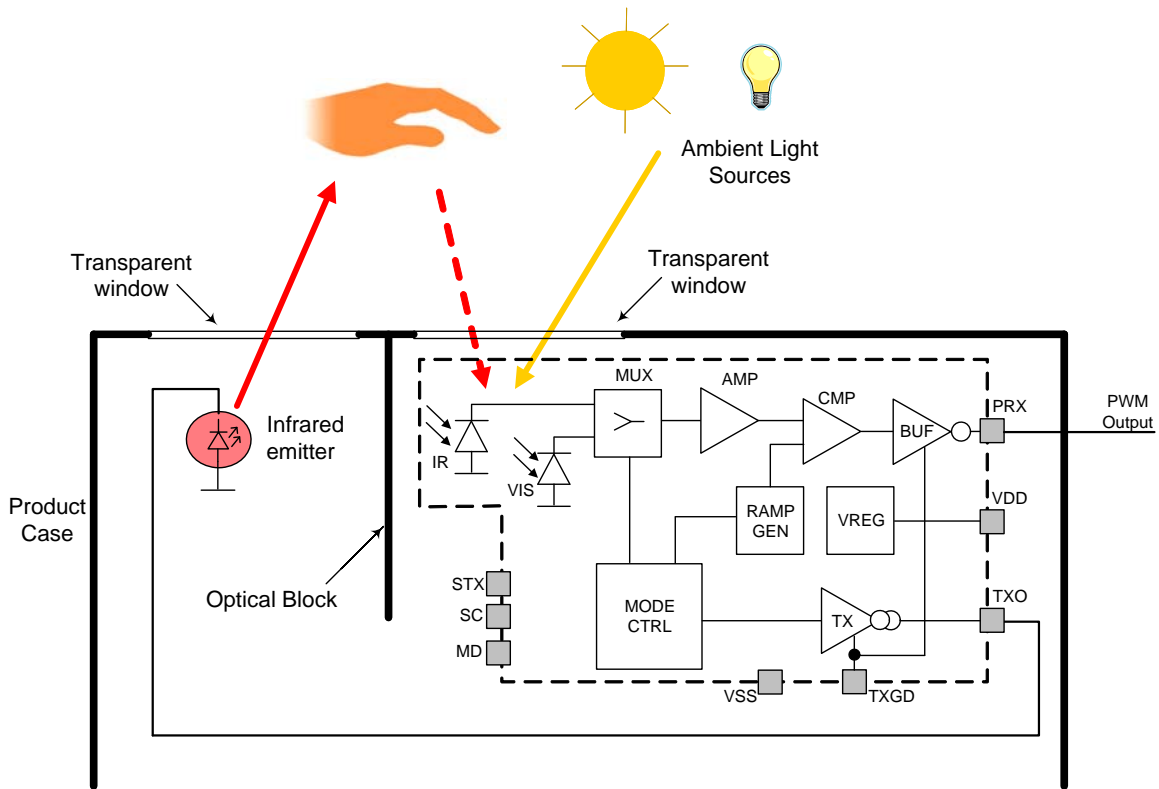 Ambient Light
Sources
Transparent
window
Transparent
window
MUX
AMP
CMP
PRX
PWM
Output
BUF
Infrared
emitter
IR
VIS
Product
Case
RAMP
GEN
VREG
VDD
Optical Block
STX
SC
MD
MODE
CTRL
TX
TXO
VSS
TXGD